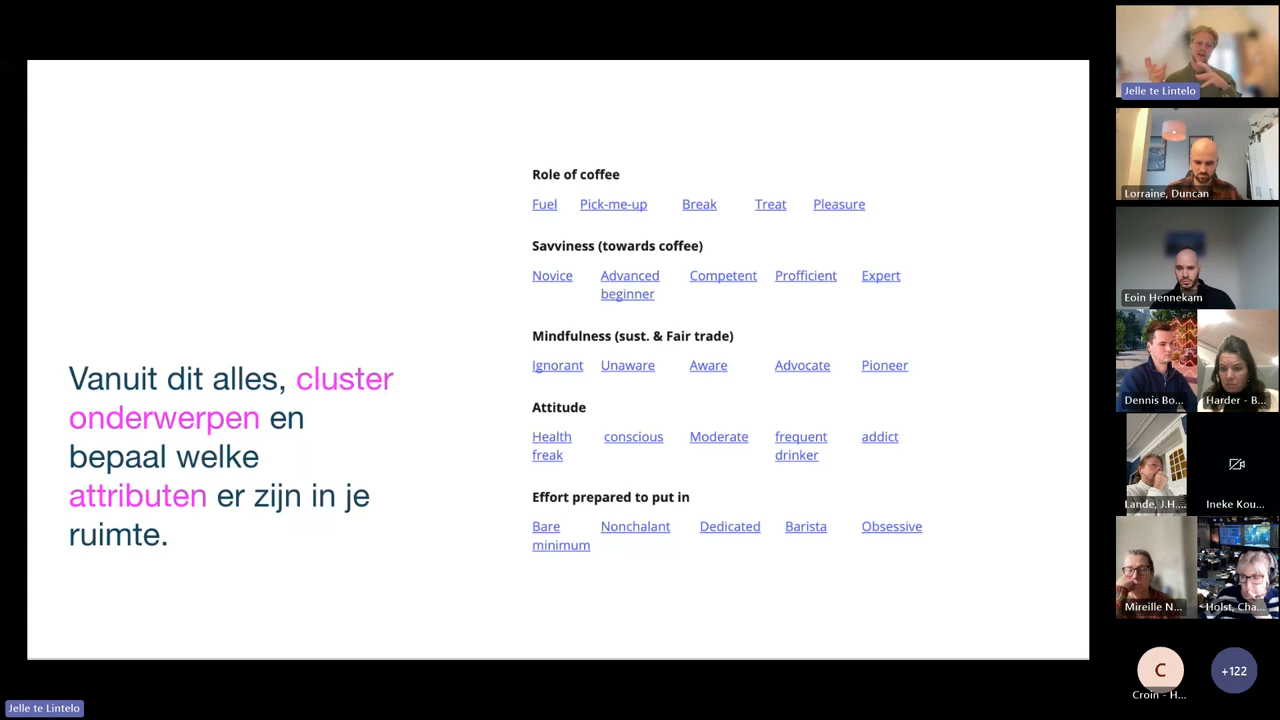 Vanuit dit alles, cluster
onderwerpen en
bepaal welke
attributen er zijn in je
ruimte.
Role of coffee
Fuel Pick-me-up Break Treat Pleasure
Savviness (towards coffee)
Novice Advanced beginner Competent Profficient Expert
Mindfulness (sust. & Fair trade)
Ignorant Unaware Aware Advocate Pioneer
Attitude
Health freak conscious Moderate frequent drinker addict
Effort prepared to put in
Bare minimum Nonchalant Dedicated Barista Obsessive
Jelle te Lintelo
Lorraine, Duncan
Eoin Hennekam
Dennis Bo...
Harder - B...
Lande, J.H....
Ineke Kou...
Mireille N...
Holst, Cha...
C
Croin - H...
+122
Jelle te Lintelo